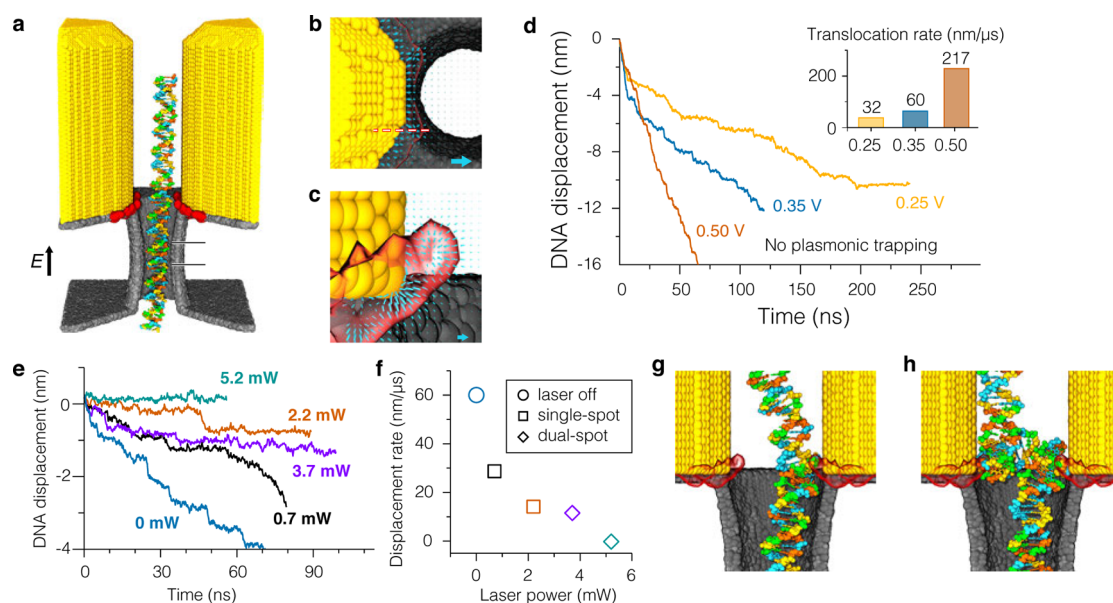 a
E
b
c
d
DNA displacement (nm)
0
-4
-8
-12
-16
0 50 100 150 200 250
Time (ns)
0.25 V
0.35 V
0.50 V
No plasmonic trapping
Translocation rate (nm/μs)
200
0
32 60 217
0.25 0.35 0.50
e
DNA displacement (nm)
0
-1
-2
-4
0 30 60 90
Time (ns)
5.2 mW
2.2 mW
3.7 mW
0.7 mW
0 mW
f
Displacement rate (nm/μs)
60
40
20
0
0 2 4 6
Laser power (mW)
laser off
single-spot
dual-spot
g
h